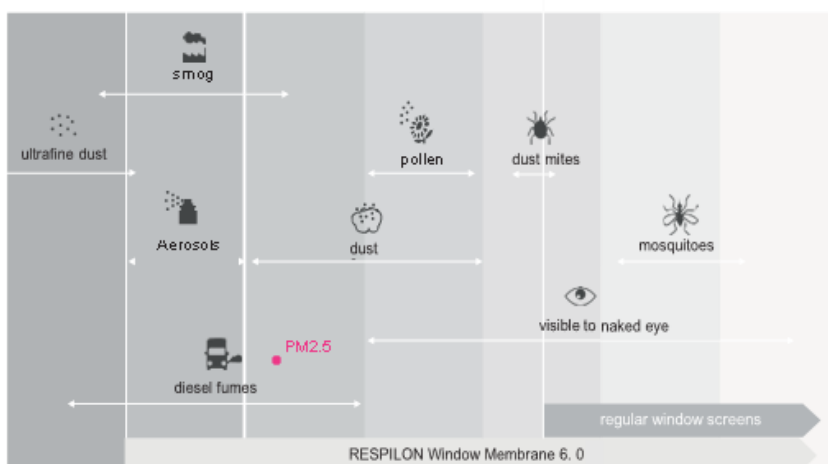 smog
ultrafine dust
pollen
dust mites
Aerosols
dust
mosquitoes
visible to naked eye
PM2.5
diesel fumes
regular window screens
RESPILON Window Membrane 6. 0